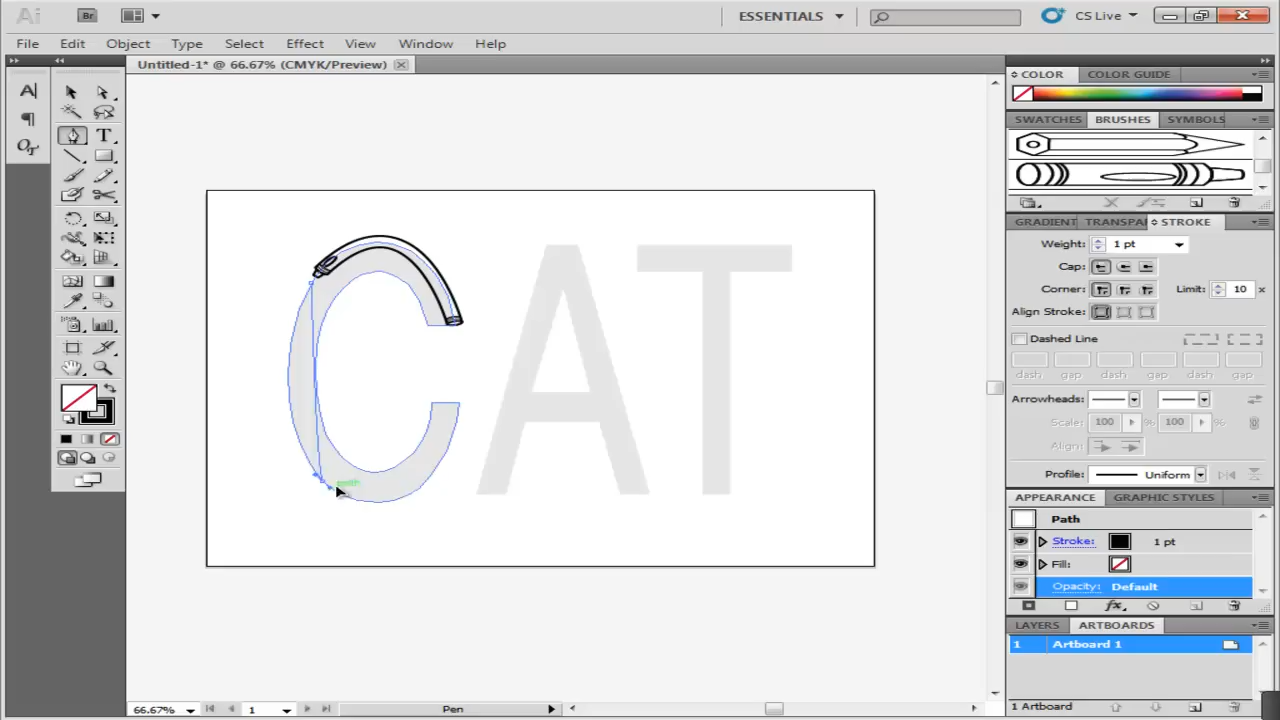 Ai Br ESSENTIALS CS Live
File Edit Object Type Select Effect View Window Help
Untitled-1* @ 66.67% (CMYK/Preview)
COLOR COLOR GUIDE
SWATCHES BRUSHES SYMBOLS
GRADIENT TRANSPA STROKE
Weight: 1 pt
Cap:
Corner: Limit: 10 x
Align Stroke:
Dashed Line
dash gap dash gap dash gap
Arrowheads:
Scale: 100 % 100 %
Align:
Profile: Uniform
APPEARANCE GRAPHIC STYLES
Path
Stroke: 1 pt
Fill:
Opacity: Default
fx
LAYERS ARTBOARDS
1 Artboard 1
1 Artboard
CAT
path
66.67% 1 Pen